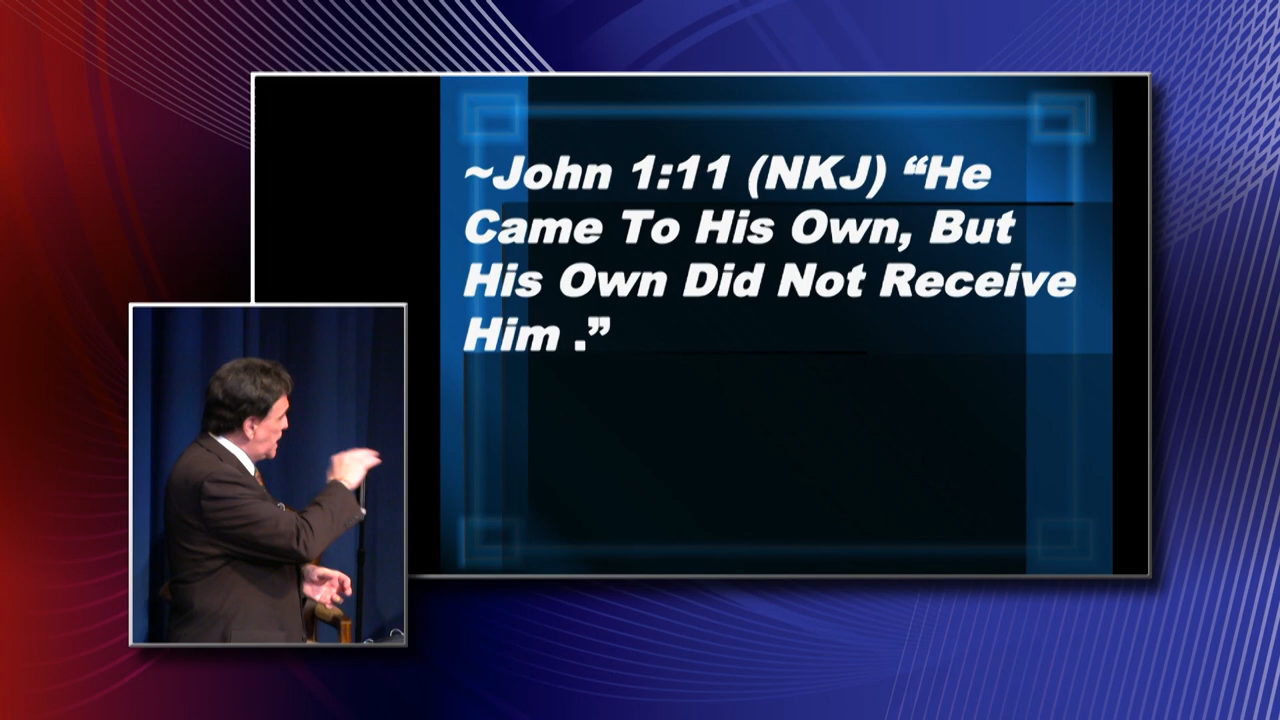 ~John 1:11 (NKJ) “He
Came To His Own, But
His Own Did Not Receive
Him .”